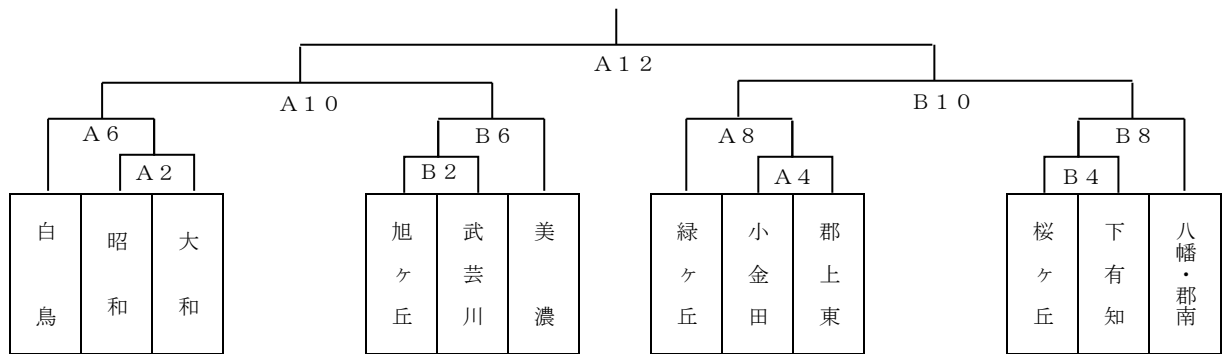 A12
A10
B10
A6
B6
A8
B8
A2
B2
A4
B4
白鳥
昭和
大和
旭ヶ丘
武芸川
美濃
緑ヶ丘
小金田
郡上東
桜ヶ丘
下有知
八幡・郡南